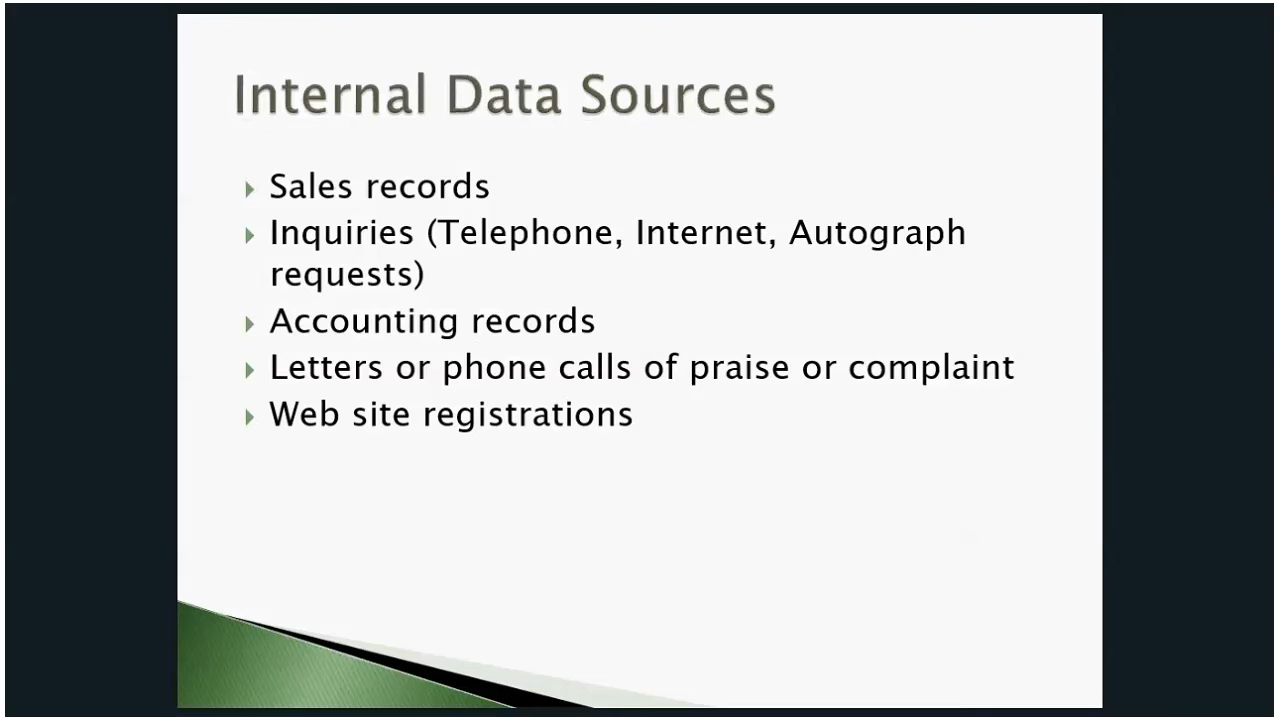 Internal Data Sources
Sales records
Inquiries (Telephone, Internet, Autograph
requests)
Accounting records
Letters or phone calls of praise or complaint
Web site registrations